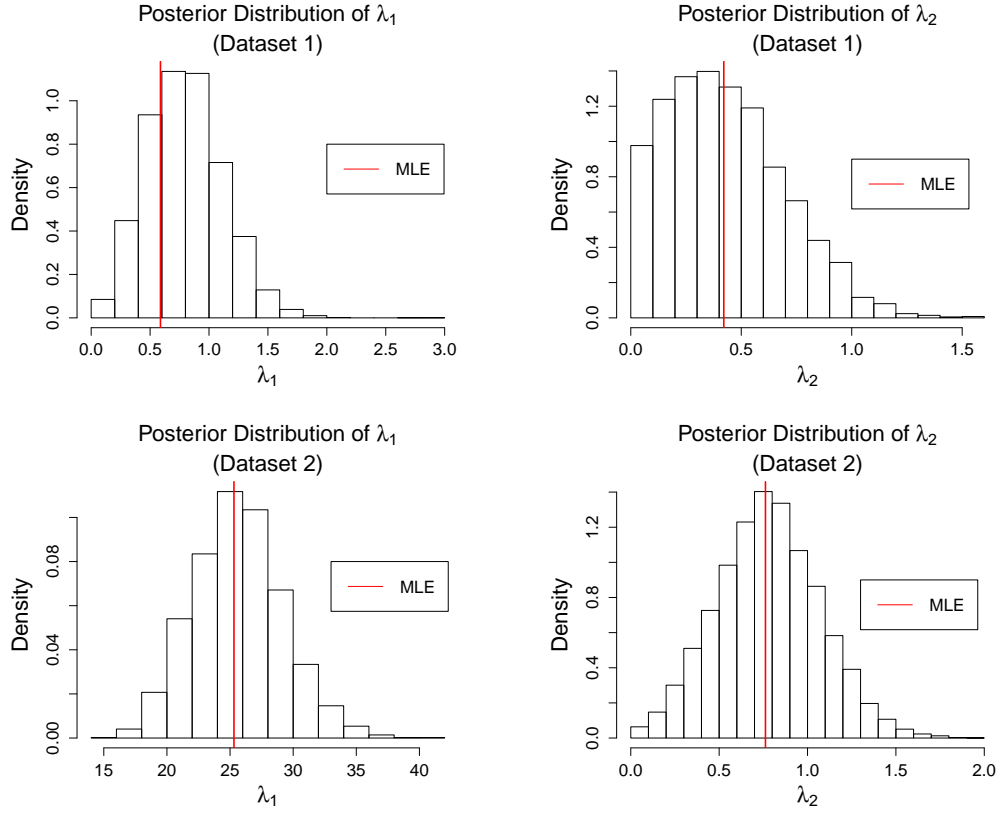 Posterior Distribution of λ1
(Dataset 1)
Density
0.0 0.2 0.4 0.6 0.8 1.0
MLE
0.0 0.5 1.0 1.5 2.0 2.5 3.0
λ1
Posterior Distribution of λ2
(Dataset 1)
Density
0.0 0.4 0.8 1.2
MLE
0.0 0.5 1.0 1.5
λ2
Posterior Distribution of λ1
(Dataset 2)
Density
0.00 0.04 0.08
MLE
15 20 25 30 35 40
λ1
Posterior Distribution of λ2
(Dataset 2)
Density
0.0 0.4 0.8 1.2
MLE
0.0 0.5 1.0 1.5 2.0
λ2